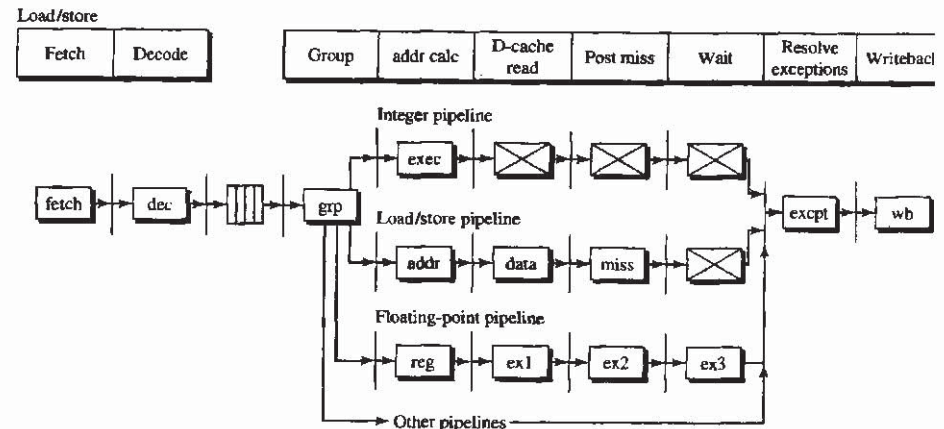 Load/store
Fetch Decode Group addr calc D-cache read Post miss Wait Resolve exceptions Writeback
Integer pipeline
exec
fetch dec grp excpt wb
Load/store pipeline
addr data miss
Floating-point pipeline
reg ex1 ex2 ex3
Other pipelines